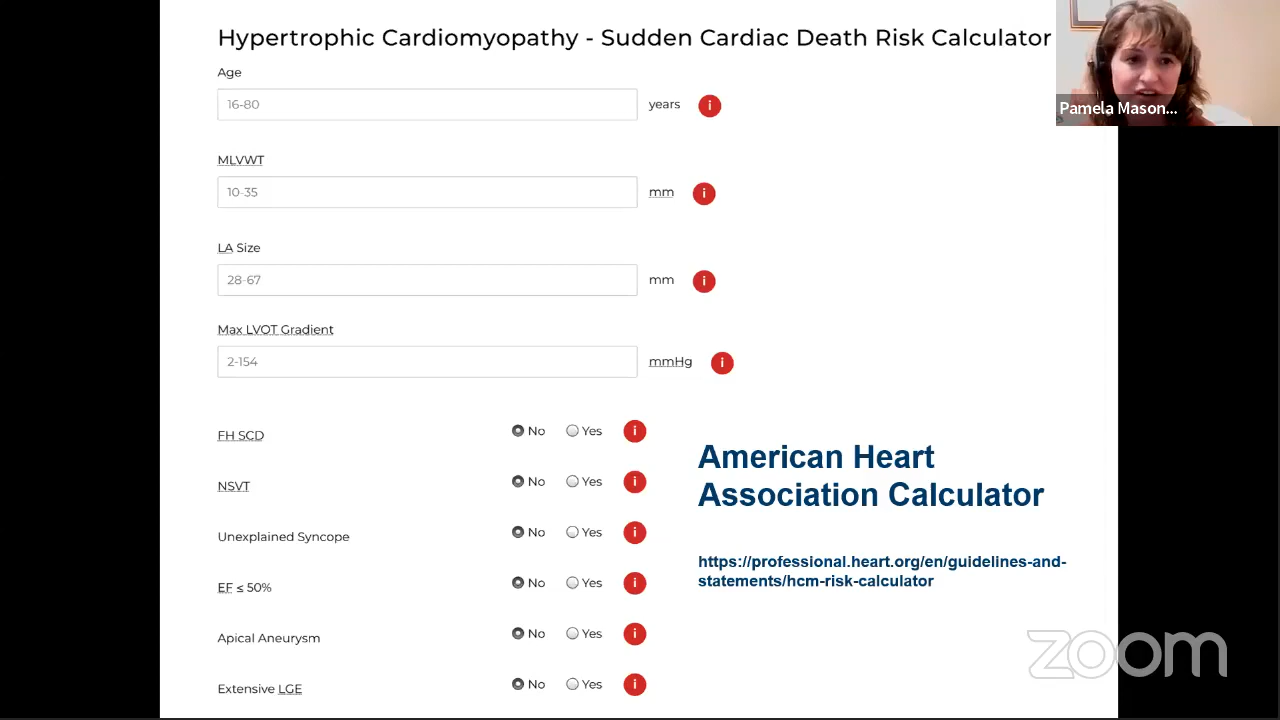 Hypertrophic Cardiomyopathy - Sudden Cardiac Death Risk Calculator
Pamela Mason...
Age
16-80 years i
MLVWT
10-35 mm i
LA Size
28-67 mm i
Max LVOT Gradient
2-154 mmHg i
FH SCD No Yes i
NSVT No Yes i
Unexplained Syncope No Yes i
EF ≤ 50% No Yes i
Apical Aneurysm No Yes i
Extensive LGE No Yes i
American Heart
Association Calculator
https://professional.heart.org/en/guidelines-and-
statements/hcm-risk-calculator
zoom